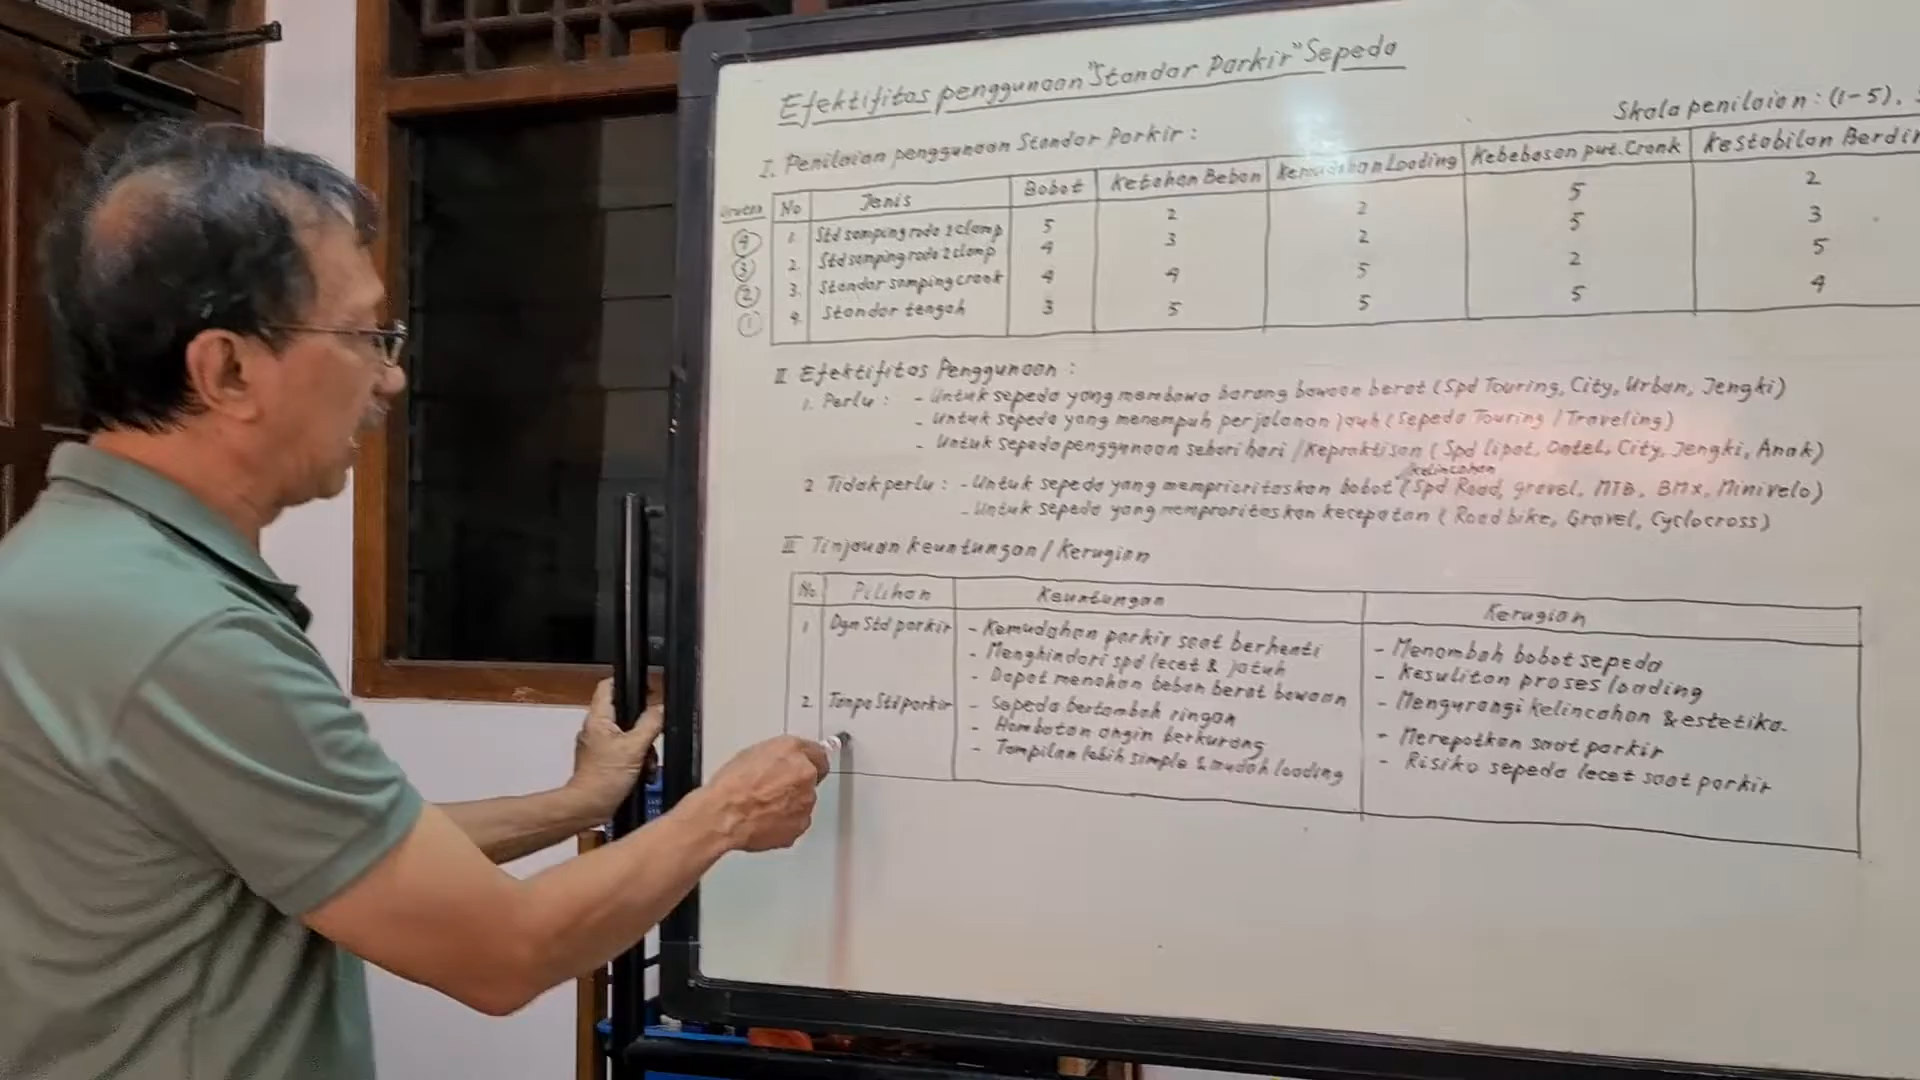 Efektifitas penggunaan "Standar Parkir" Sepeda
Skala penilaian : (1-5),
I. Penilaian penggunaan Standar Parkir :
Urutan No Jenis Bobot Ketahan Beban Kemudahan Loading Kebebasan put. Crank Kestabilan Berdir
4 1. Std samping roda 1 clamp 5 2 2 5 2
3 2. Std samping roda 2 clamp 4 3 2 5 3
2 3. Standar samping crank 4 4 5 2 5
1 4. Standar tengah 3 5 5 5 4
II Efektifitas Penggunaan :
1. Perlu : - Untuk sepeda yang membawa barang bawaan berat (Spd Touring, City, Urban, Jengki)
- Untuk sepeda yang menempuh perjalanan jauh (Sepeda Touring / Traveling)
- Untuk sepeda penggunaan sehari hari / Kepraktisan (Spd lipat, Ontel, City, Jengki, Anak)
/kelincahan
2 Tidak perlu : - Untuk sepeda yang memprioritaskan bobot (Spd Road, gravel, MTB, BMX, Minivelo)
- Untuk sepeda yang memproritaskan kecepatan (Road bike, Gravel, Cyclocross)
III Tinjauan Keuntungan / Kerugian
No Pilihan Keuntungan Kerugian
1 Dgn Std parkir - Kemudahan parkir saat berhenti - Menambah bobot sepeda
- Menghindari spd lecet & jatuh - Kesulitan proses loading
- Dapat menahan beban berat bawaan - Mengurangi kelincahan & estetika.
2. Tanpa Std parkir - Sepeda bertambah ringan - Merepotkan saat parkir
- Hambatan angin berkurang - Risiko sepeda lecet saat parkir
- Tampilan lebih simple & mudah loading